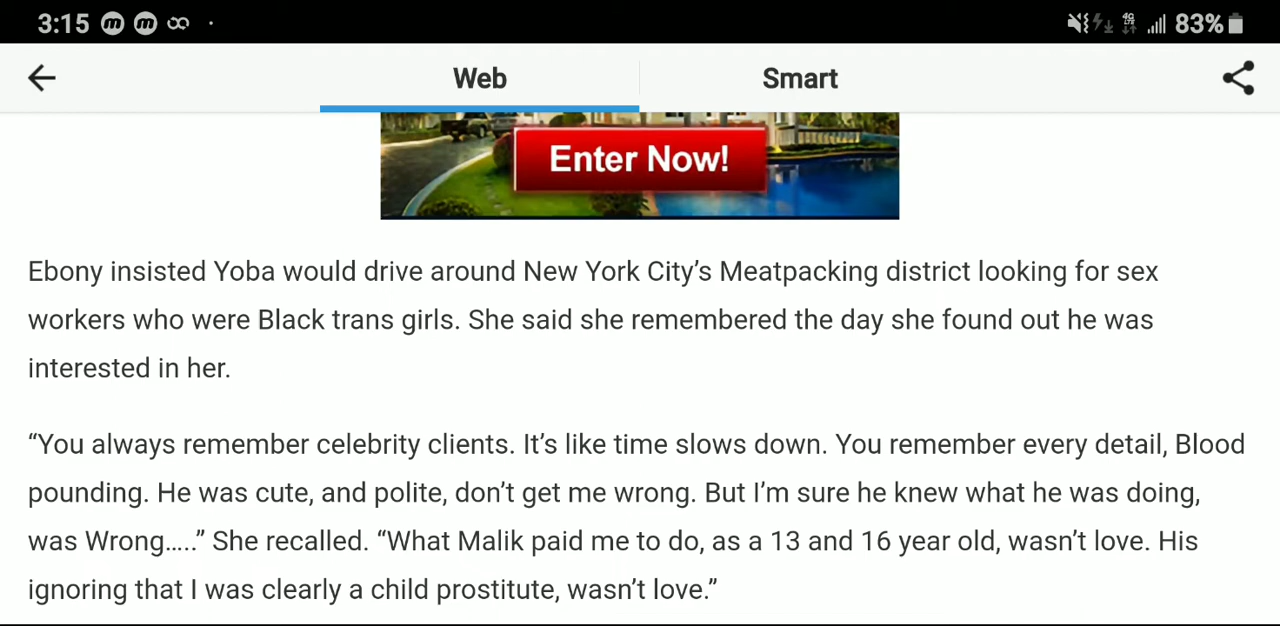 3:15
83%
Web
Smart
Enter Now!
Ebony insisted Yoba would drive around New York City’s Meatpacking district looking for sex
workers who were Black trans girls. She said she remembered the day she found out he was
interested in her.
“You always remember celebrity clients. It’s like time slows down. You remember every detail, Blood
pounding. He was cute, and polite, don’t get me wrong. But I’m sure he knew what he was doing,
was Wrong…..” She recalled. “What Malik paid me to do, as a 13 and 16 year old, wasn’t love. His
ignoring that I was clearly a child prostitute, wasn’t love.”